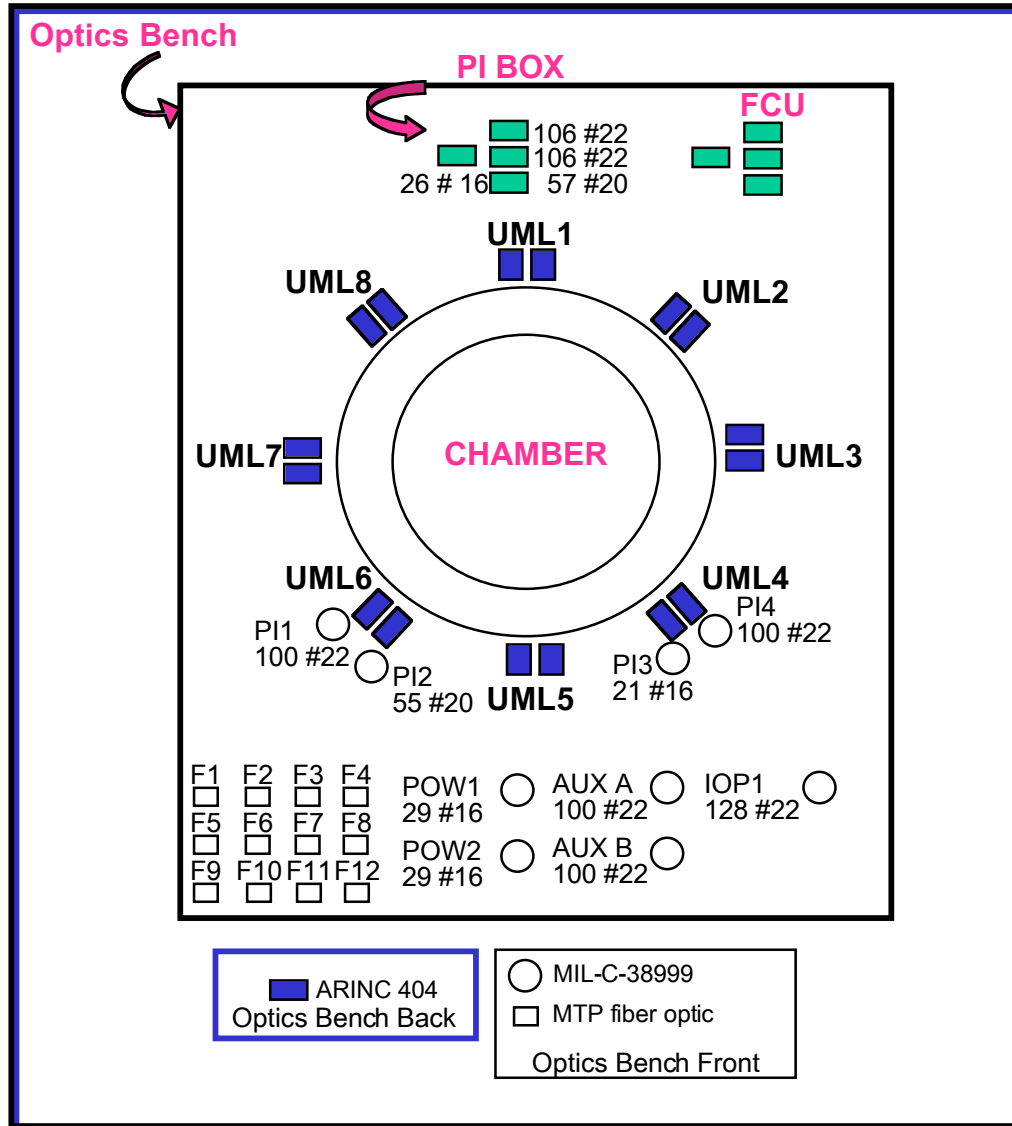 Optics Bench
PI BOX
FCU
106 #22
106 #22
26 # 16
57 #20
UML1
UML8
UML2
UML7
CHAMBER
UML3
UML6
UML4
PI1
100 #22
PI2
55 #20
UML5
PI3
21 #16
PI4
100 #22
F1 F2 F3 F4
F5 F6 F7 F8
F9 F10 F11 F12
POW1
29 #16
POW2
29 #16
AUX A
100 #22
AUX B
100 #22
IOP1
128 #22
ARINC 404
Optics Bench Back
MIL-C-38999
MTP fiber optic
Optics Bench Front